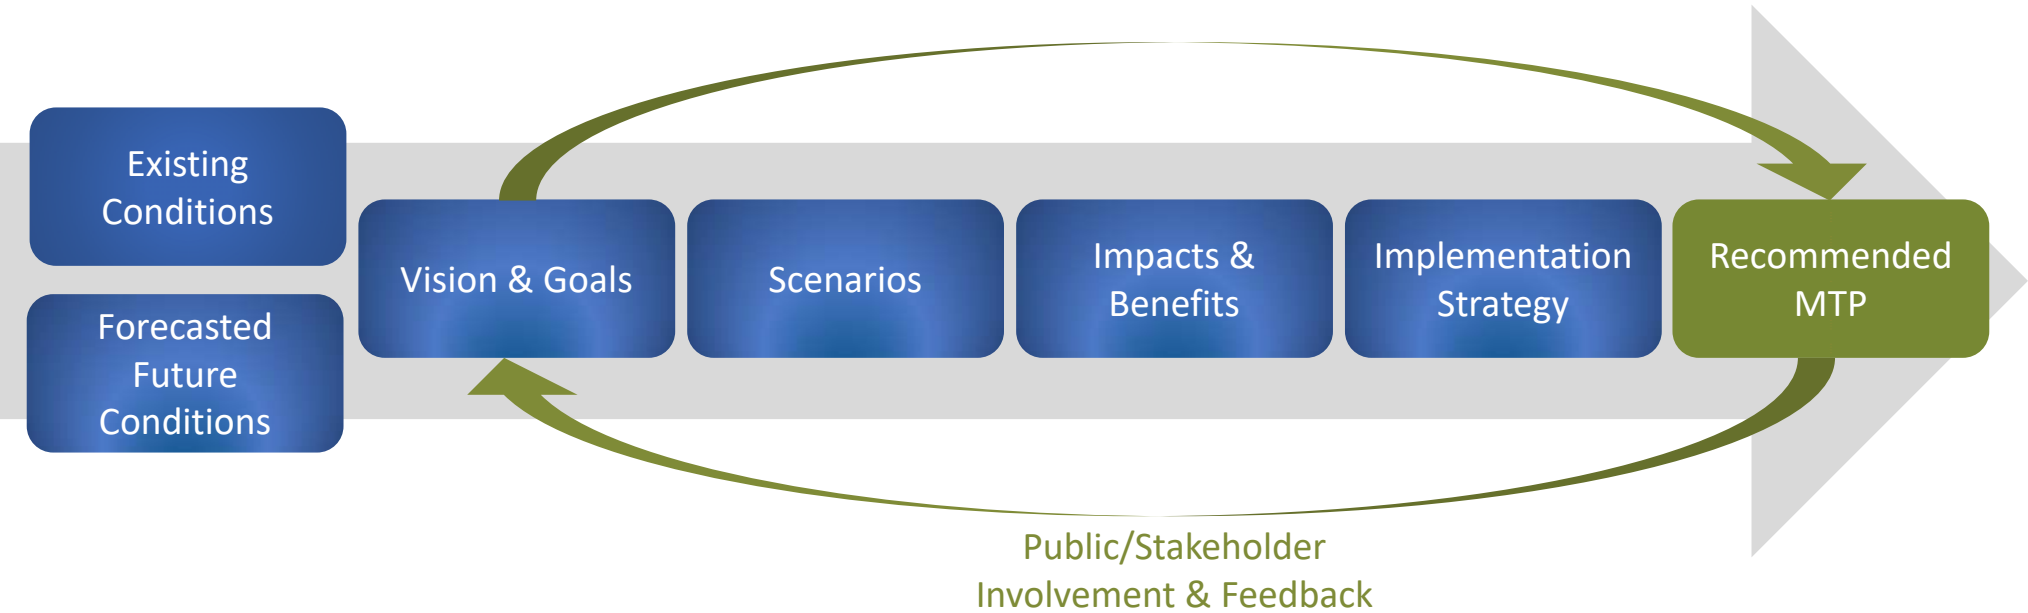 Existing
Conditions
Forecasted
Future
Conditions
Vision & Goals
Scenarios
Impacts &
Benefits
Implementation
Strategy
Recommended
MTP
Public/Stakeholder
Involvement & Feedback